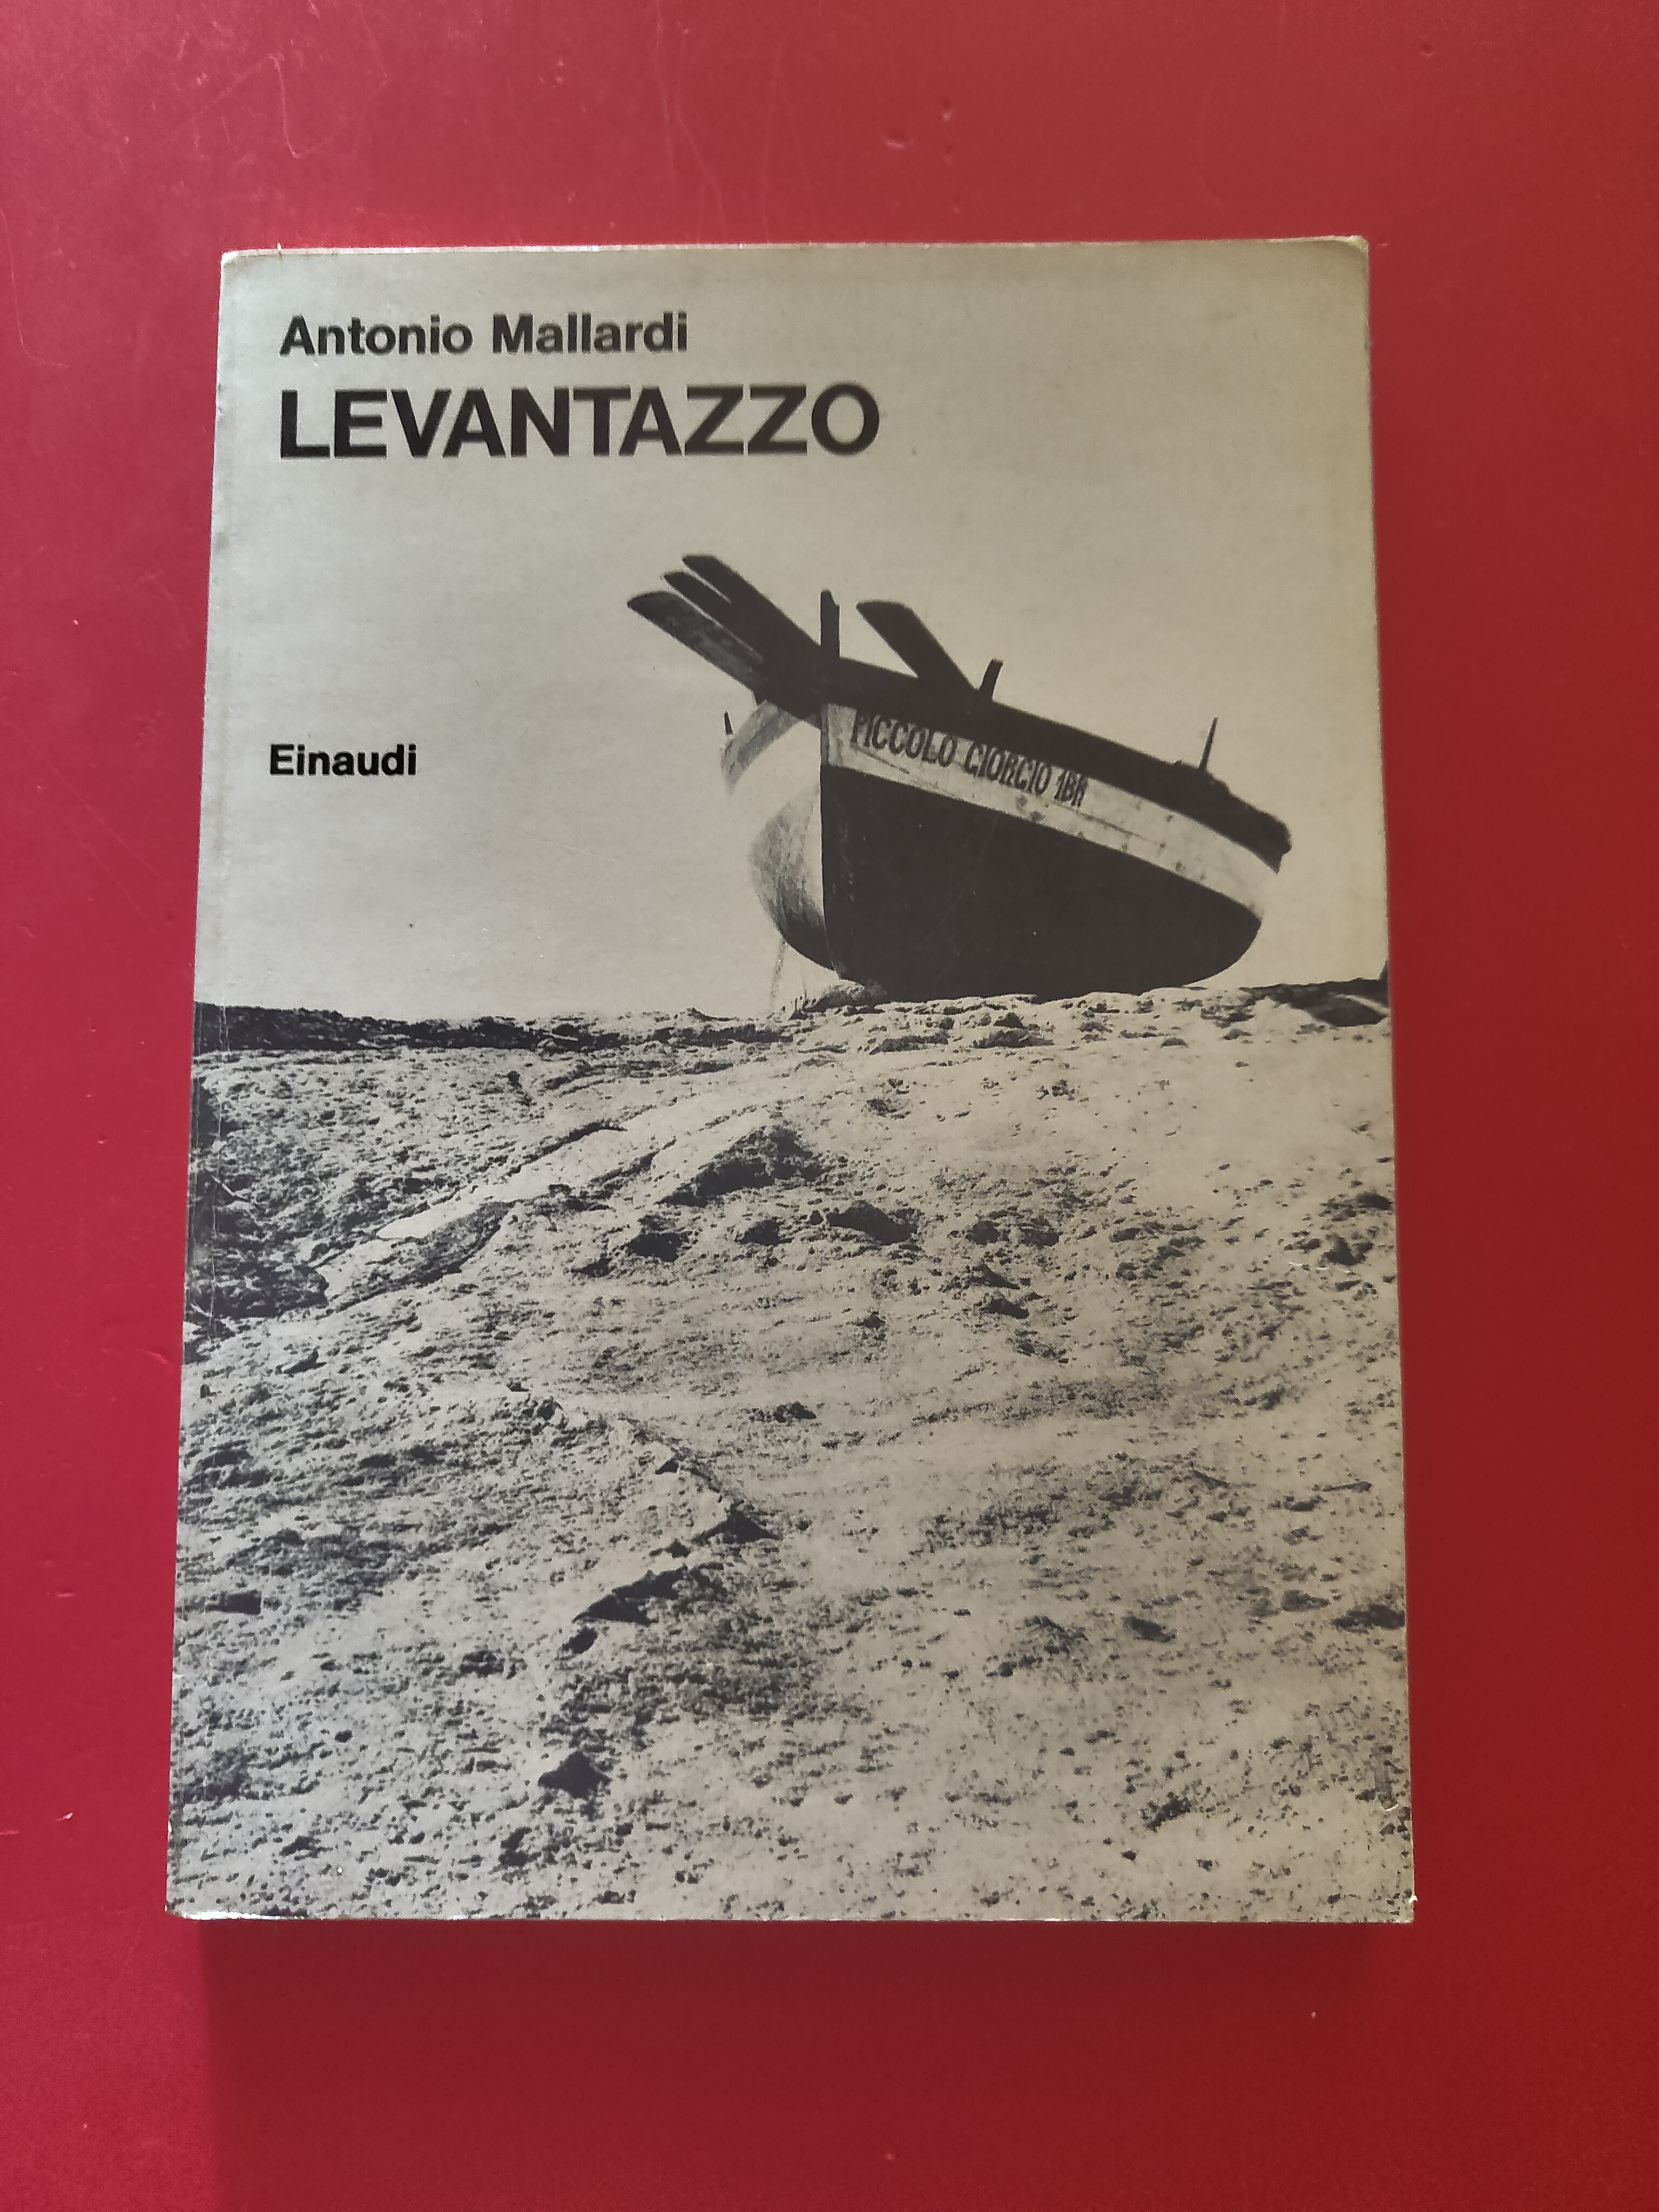 Antonio Mallardi
LEVANTAZZO
Einaudi
PICCOLO GIORGIO 1BR